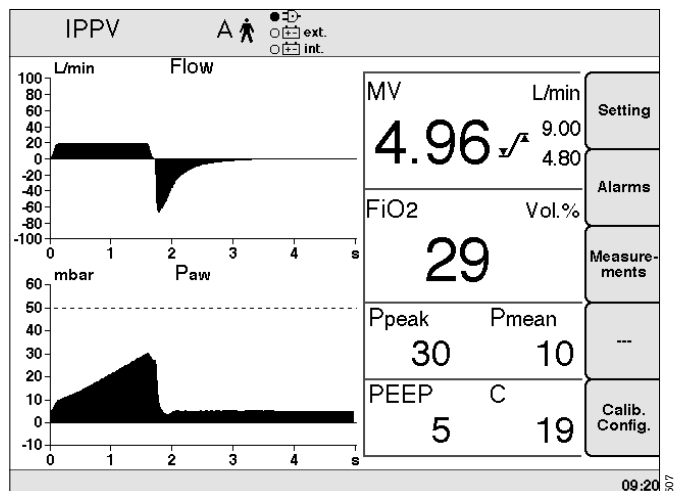 IPPV
A
ext.
int.
L/min Flow
100
80
60
40
20
0
-20
-40
-60
-80
-100
0 1 2 3 4 s
mbar Paw
60
50
40
30
20
10
0
-10
0 1 2 3 4 s
MV L/min
4.96 9.00
4.80
FiO2 Vol.%
29
Ppeak Pmean
30 10
PEEP C
5 19
Setting
Alarms
Measure-
ments
---
Calib.
Config.
09:20